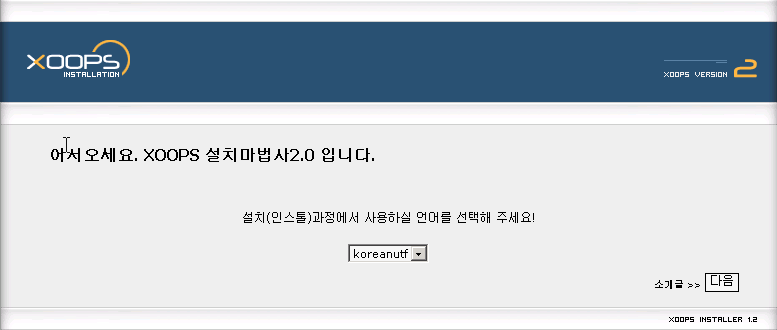 XOOPS
INSTALLATION
XOOPS VERSION 2
어서오세요. XOOPS 설치마법사2.0 입니다.
설치(인스톨)과정에서 사용하실 언어를 선택해 주세요!
koreanutf
소개글 >> 다음
XOOPS INSTALLER 1.2